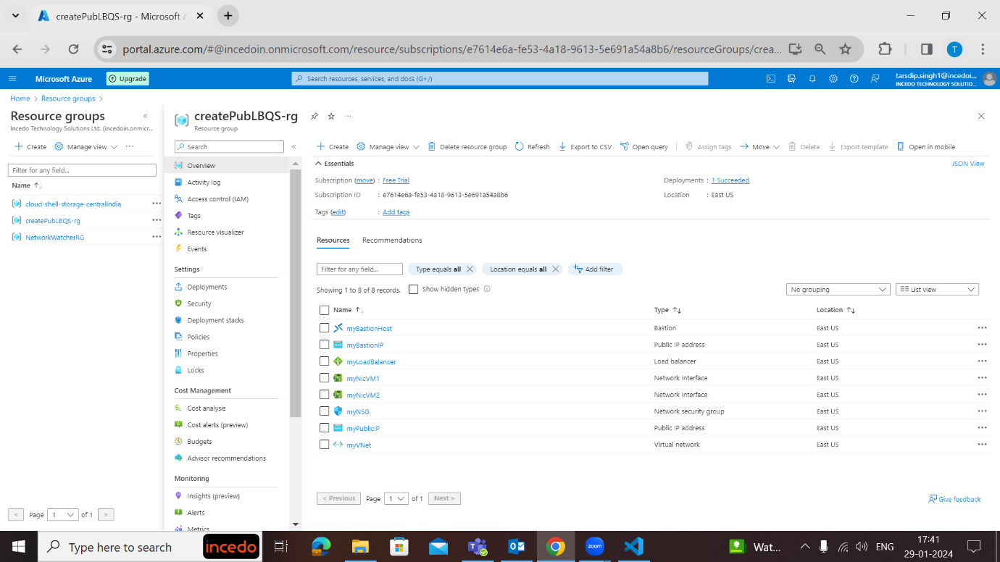 createPubLBQS-rg - Microsoft A
portal.azure.com/#@incedoin.onmicrosoft.com/resource/subscriptions/e7614e6a-fe53-4a18-9613-5e691a54a8b6/resourceGroups/crea...
T
Microsoft Azure
Upgrade
Search resources, services, and docs (G+/)
tarsdip.singh1@incedoi...
INCEDO TECHNOLOGY SOLUTIO...
Home > Resource groups >
Resource groups
Incedo Technology Solutions Ltd. (incedoin.onmicr...
Create Manage view ...
Filter for any field...
Name
cloud-shell-storage-centralindia
createPubLBQS-rg
NetworkWatcherRG
< Page 1 of 1 >
createPubLBQS-rg
Resource group
Search
Overview
Activity log
Access control (IAM)
Tags
Resource visualizer
Events
Settings
Deployments
Security
Deployment stacks
Policies
Properties
Locks
Cost Management
Cost analysis
Cost alerts (preview)
Budgets
Advisor recommendations
Monitoring
Insights (preview)
Alerts
Metrics
Create Manage view Delete resource group Refresh Export to CSV Open query Assign tags Move Delete Export template Open in mobile
Essentials
JSON View
Subscription (move) : Free Trial
Deployments : 1 Succeeded
Subscription ID : e7614e6a-fe53-4a18-9613-5e691a54a8b6
Location : East US
Tags (edit) : Add tags
Resources Recommendations
Filter for any field... Type equals all Location equals all Add filter
Showing 1 to 8 of 8 records. Show hidden types
No grouping List view
Name Type Location
myBastionHost Bastion East US
myBastionIP Public IP address East US
myLoadBalancer Load balancer East US
myNicVM1 Network Interface East US
myNicVM2 Network Interface East US
myNSG Network security group East US
myPublicIP Public IP address East US
myVNet Virtual network East US
< Previous Page 1 of 1 Next >
Give feedback
Type here to search
incedo
zoom
Wat...
ENG
17:41
29-01-2024